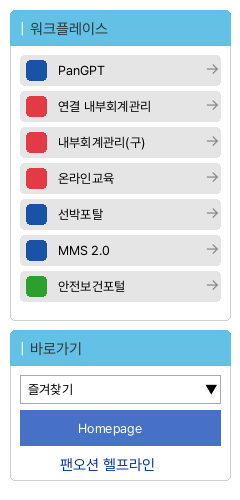 워크플레이스
PanGPT
연결 내부회계관리
내부회계관리(구)
온라인교육
선박포탈
MMS 2.0
안전보건포털
바로가기
즐겨찾기
Homepage
팬오션 헬프라인